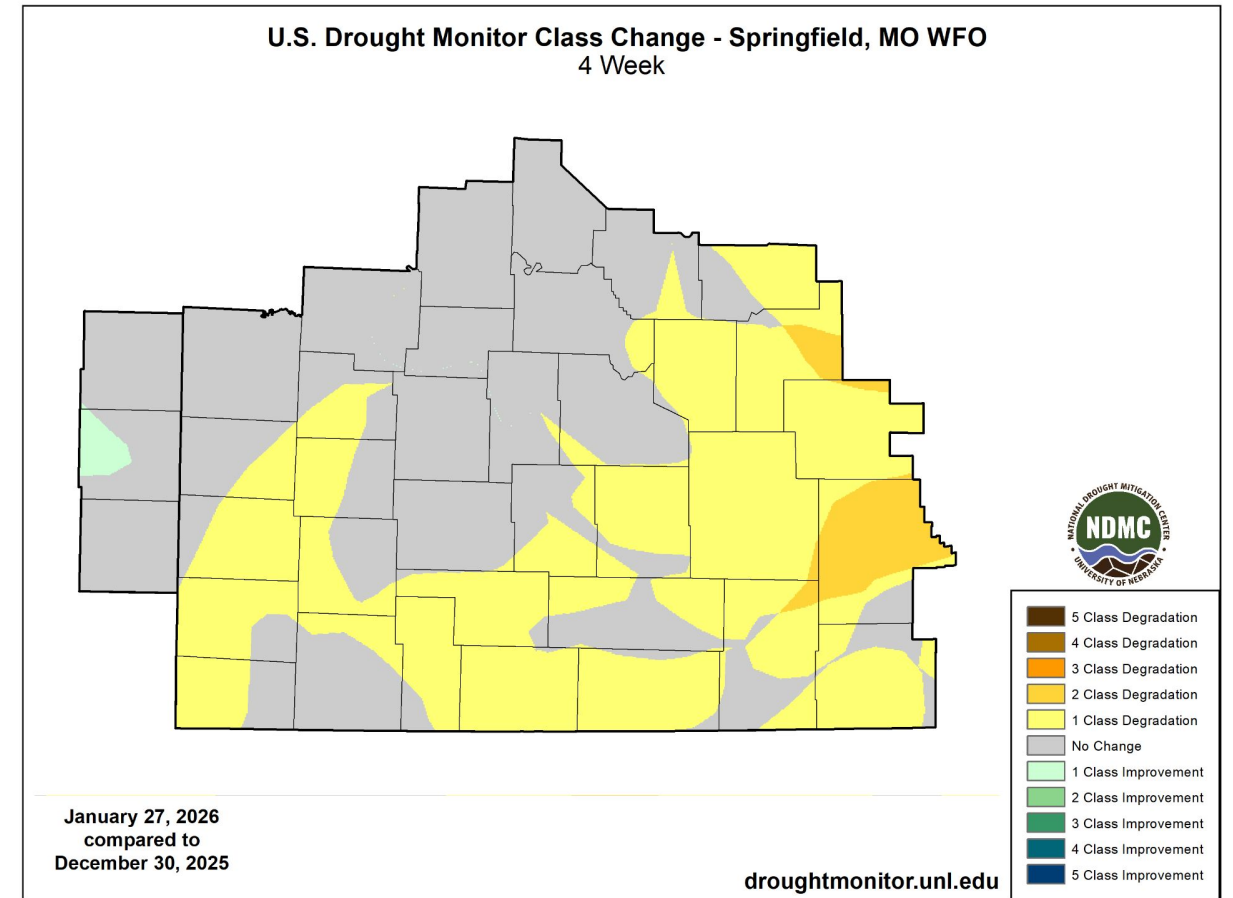 U.S. Drought Monitor Class Change - Springfield, MO WFO
4 Week
NATIONAL DROUGHT MITIGATION CENTER
NDMC
UNIVERSITY OF NEBRASKA
5 Class Degradation
4 Class Degradation
3 Class Degradation
2 Class Degradation
1 Class Degradation
No Change
1 Class Improvement
2 Class Improvement
3 Class Improvement
4 Class Improvement
5 Class Improvement
January 27, 2026
compared to
December 30, 2025
droughtmonitor.unl.edu